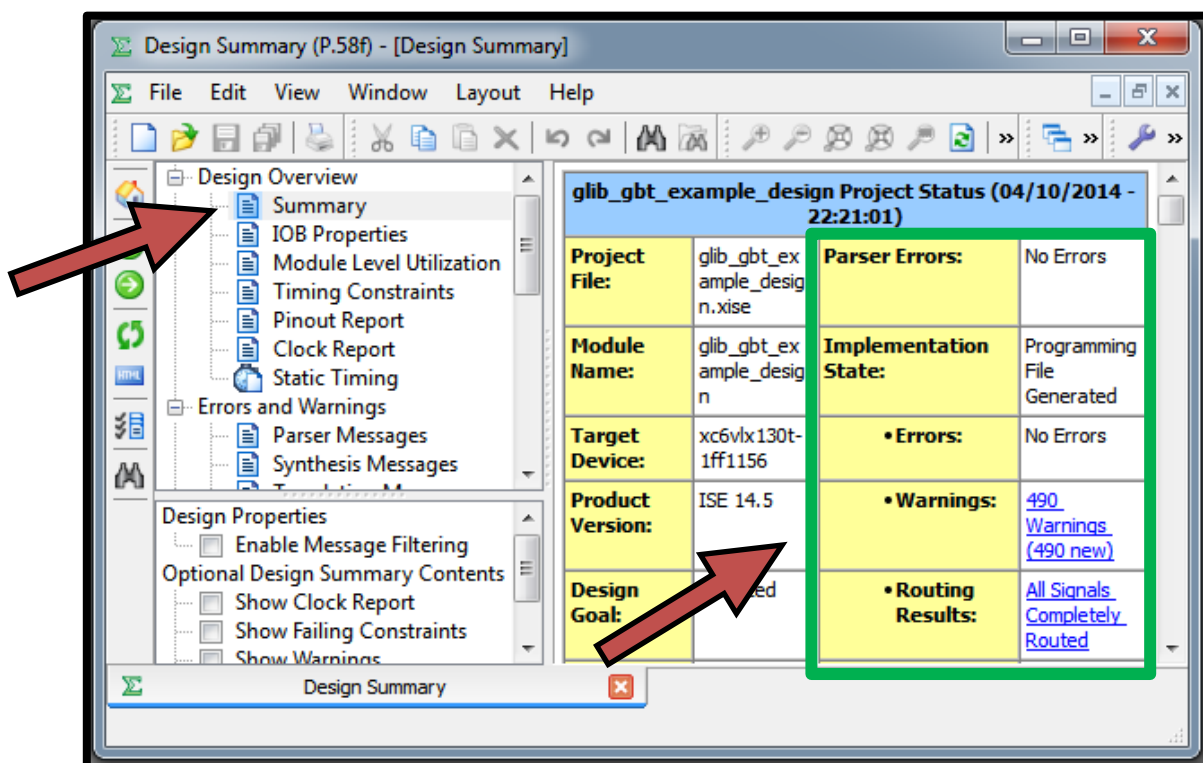 Design Summary (P.58f) - [Design Summary]
File Edit View Window Layout Help
» » »
Design Overview
Summary
IOB Properties
Module Level Utilization
Timing Constraints
Pinout Report
Clock Report
Static Timing
Errors and Warnings
Parser Messages
Synthesis Messages
HTML
Design Properties
Enable Message Filtering
Optional Design Summary Contents
Show Clock Report
Show Failing Constraints
Show Warnings
glib_gbt_example_design Project Status (04/10/2014 -
22:21:01)
Project
File:
glib_gbt_ex
ample_desig
n.xise
Parser Errors:
No Errors
Module
Name:
glib_gbt_ex
ample_desig
n
Implementation
State:
Programming
File
Generated
Target
Device:
xc6vlx130t-
1ff1156
•Errors:
No Errors
Product
Version:
ISE 14.5
•Warnings:
490
Warnings
(490 new)
Design
Goal:
•Routing
Results:
All Signals
Completely
Routed
Design Summary